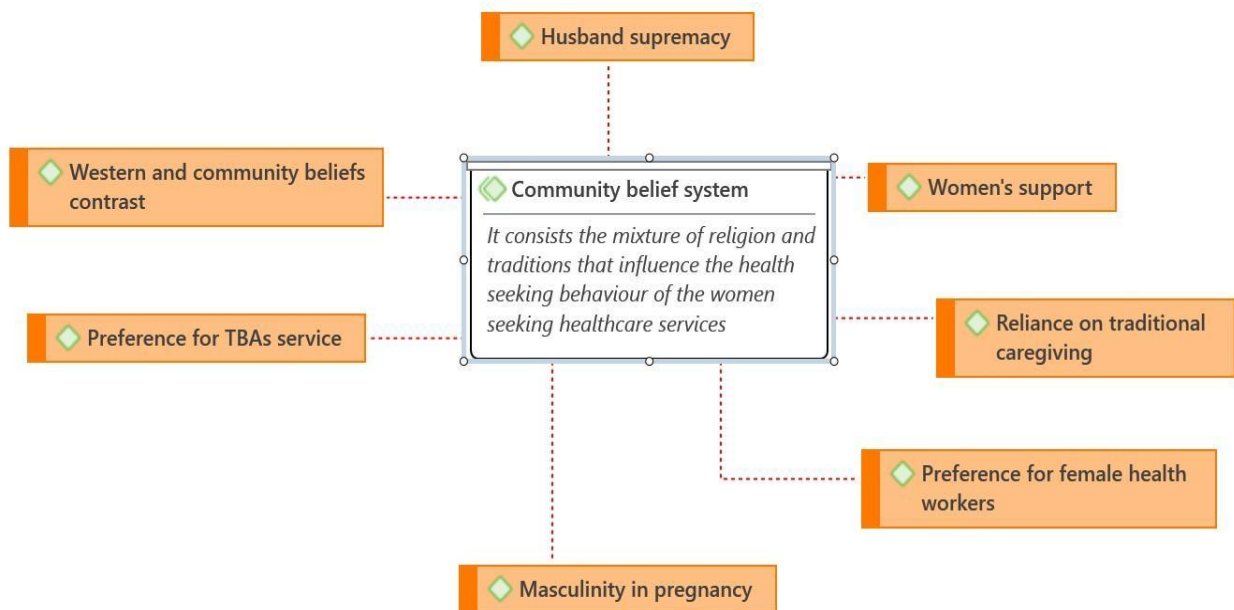 Husband supremacy
Western and community beliefs
contrast
Community belief system
Women's support
It consists the mixture of religion and
traditions that influence the health
seeking behaviour of the women
seeking healthcare services
Preference for TBAs service
Reliance on traditional
caregiving
Preference for female health
workers
Masculinity in pregnancy